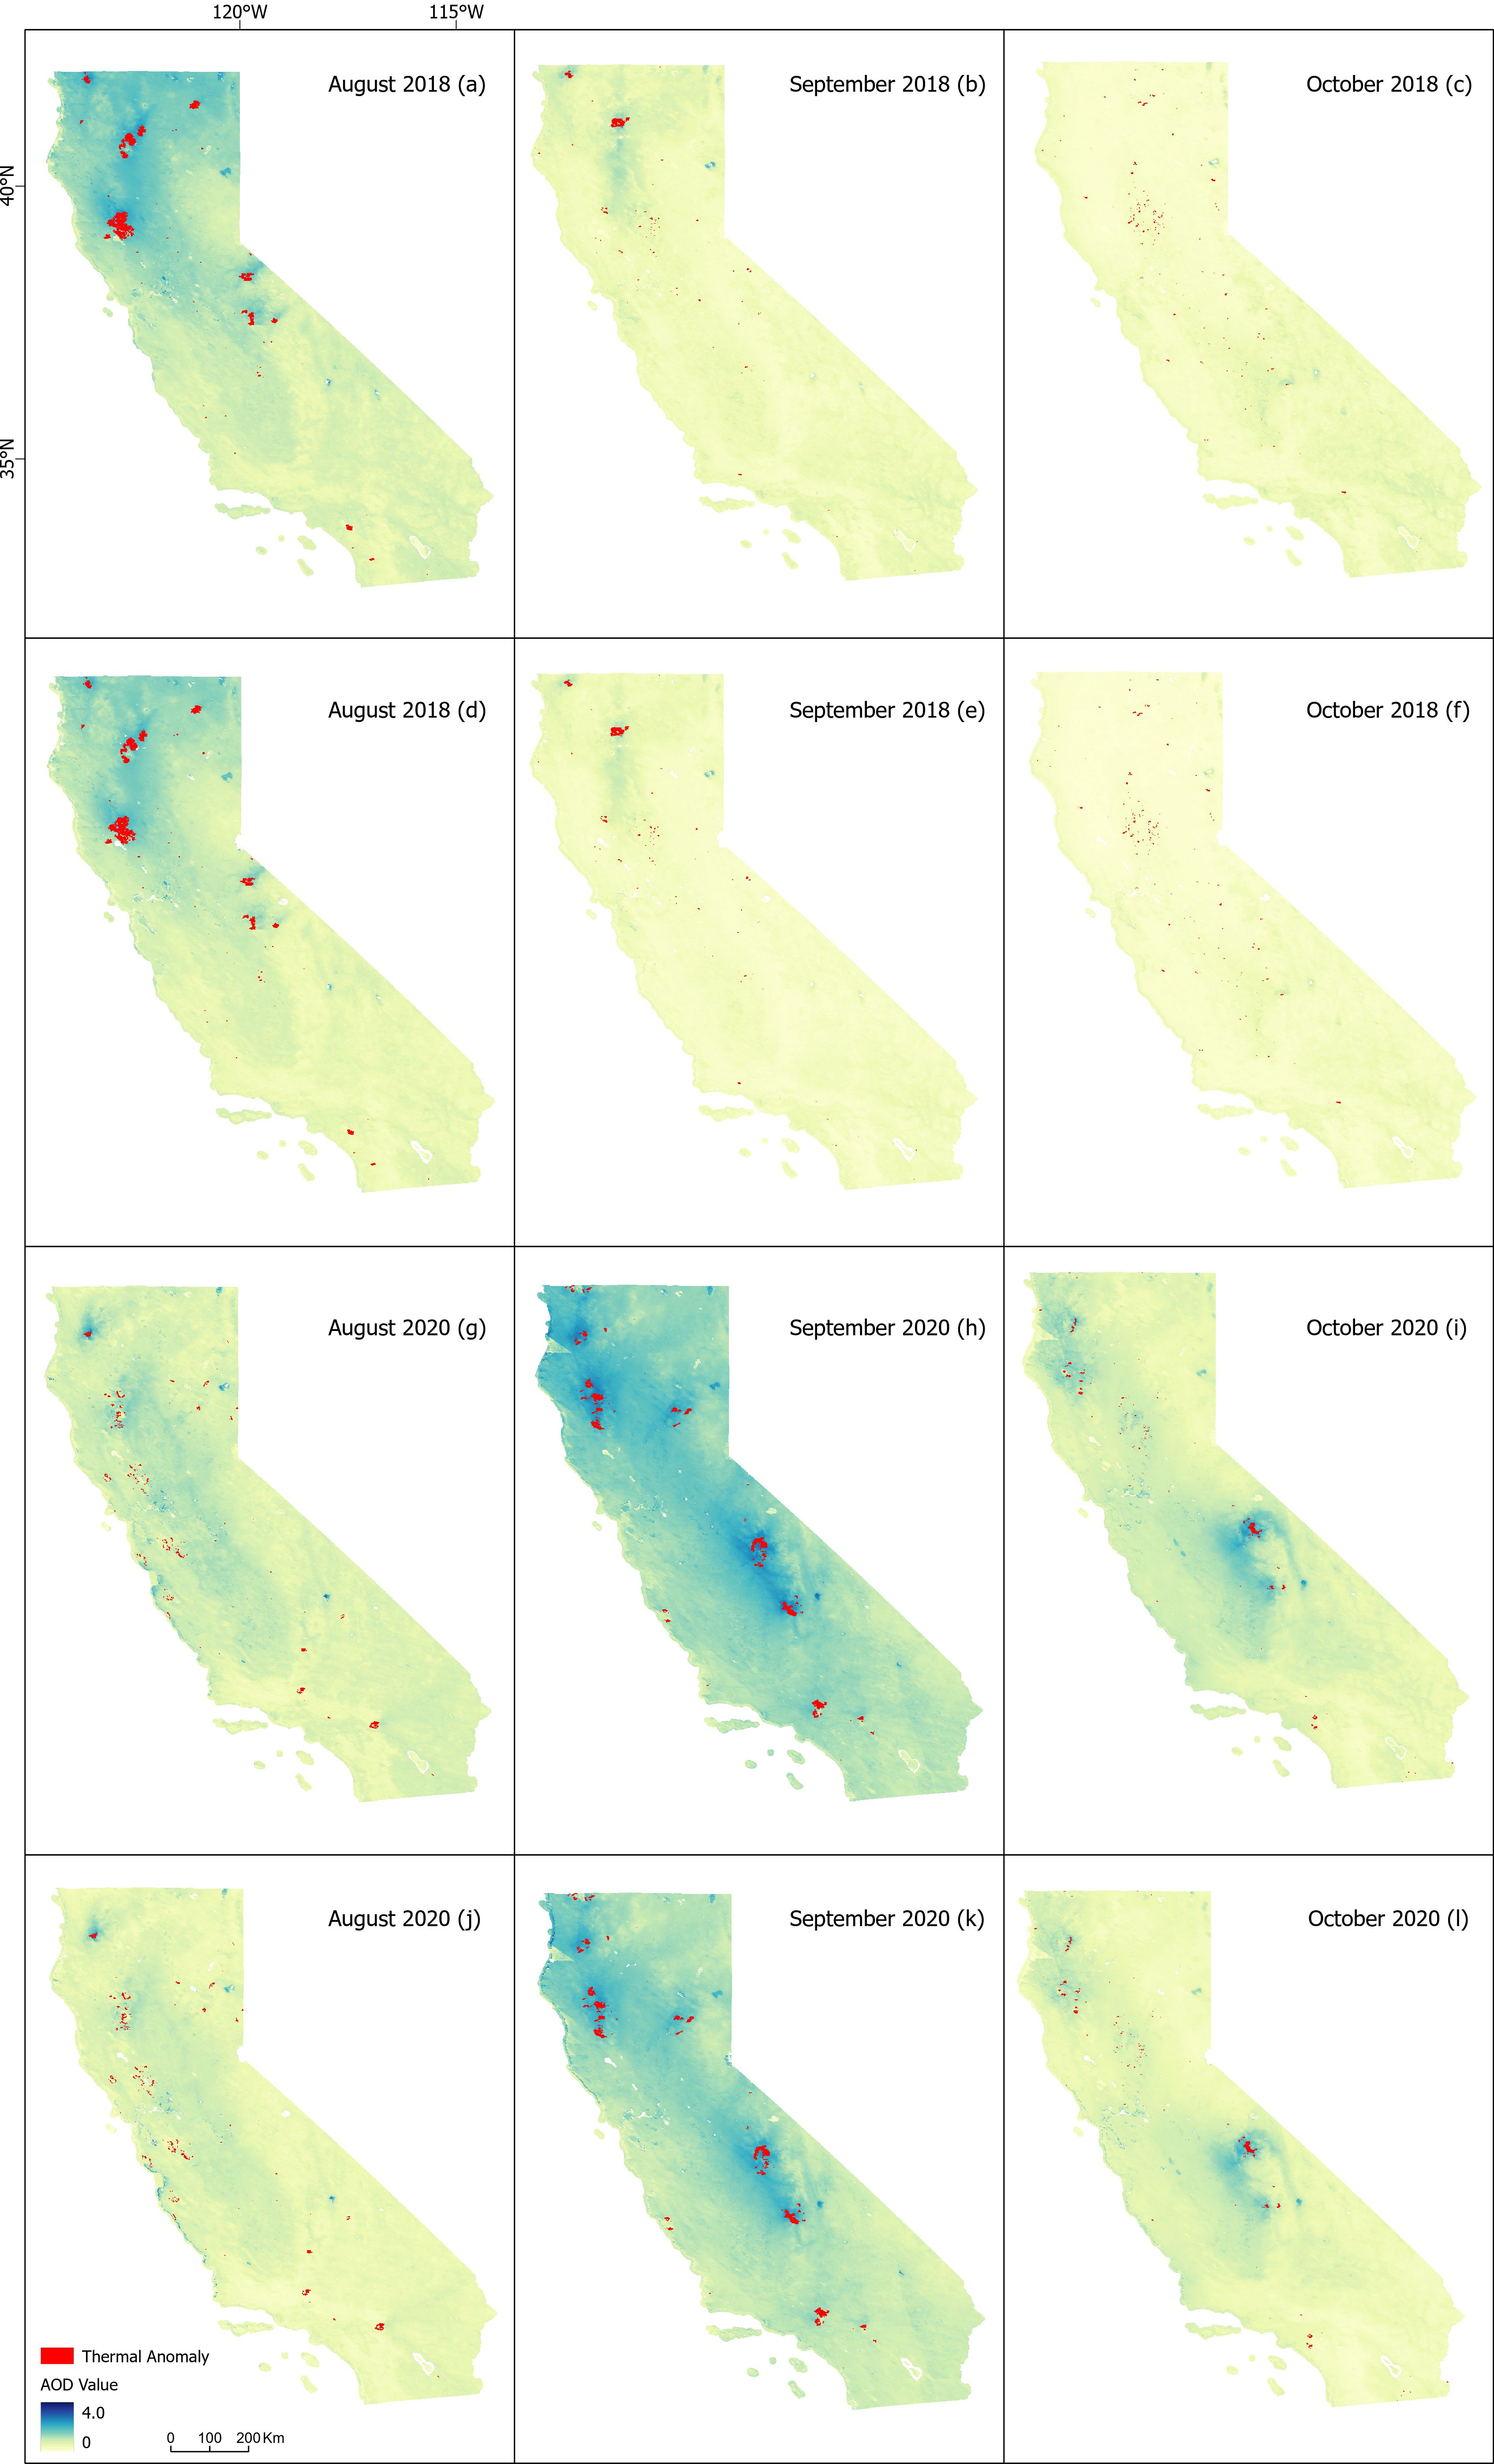 120°W 115°W
August 2018 (a) September 2018 (b) October 2018 (c)
40°N
35°N
August 2018 (d) September 2018 (e) October 2018 (f)
August 2020 (g) September 2020 (h) October 2020 (i)
August 2020 (j) September 2020 (k) October 2020 (l)
Thermal Anomaly
AOD Value
4.0
0
0 100 200 Km